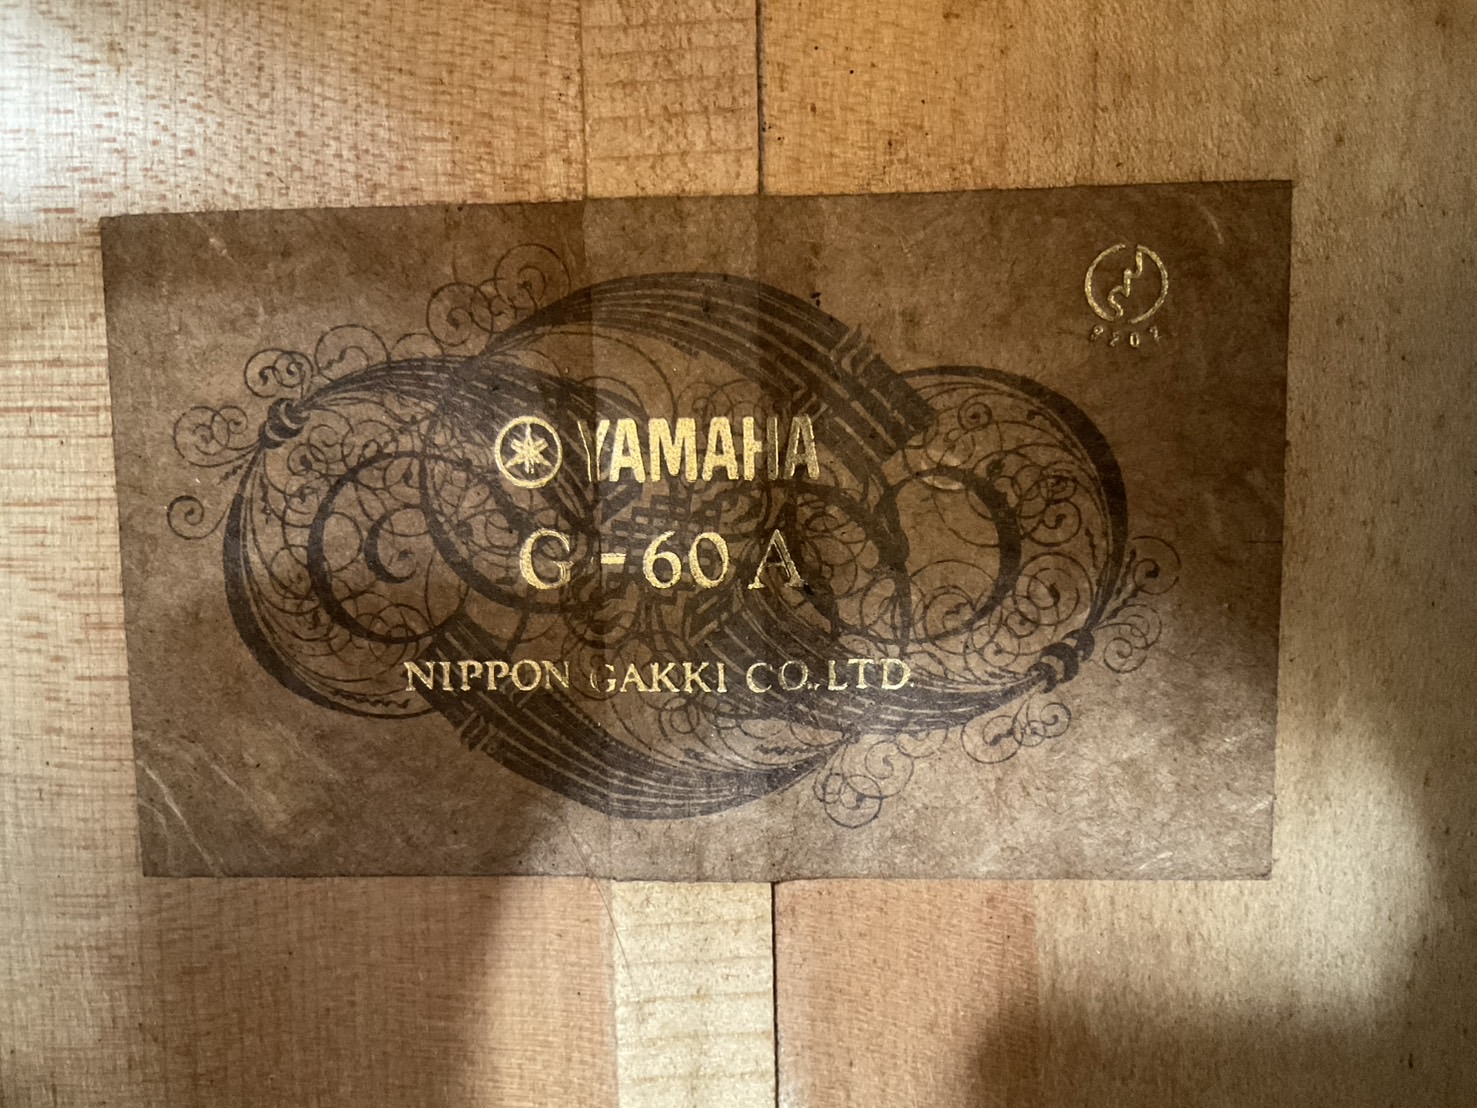 YAMAHA
G-60A
NIPPON GAKKI CO.,LTD.